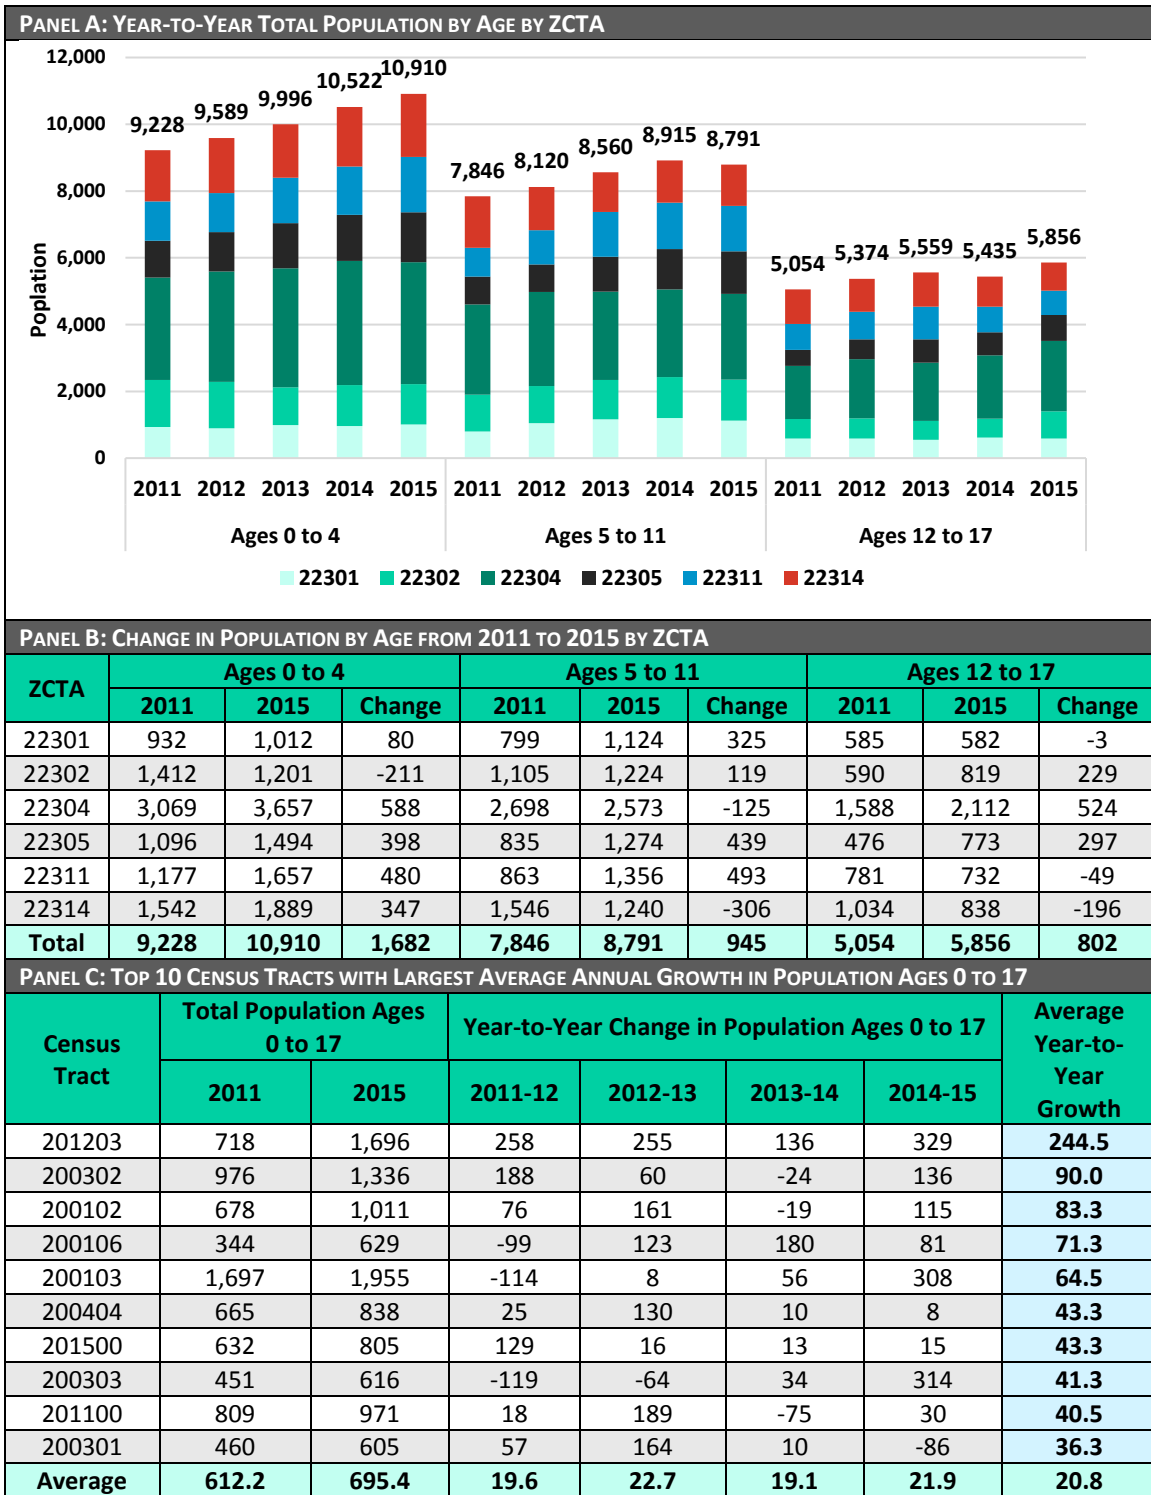 PANEL A: YEAR-TO-YEAR TOTAL POPULATION BY AGE BY ZCTA
12,000
10,000
8,000
6,000
4,000
2,000
0
Poplation
9,228 9,589 9,996 10,522 10,910 7,846 8,120 8,560 8,915 8,791 5,054 5,374 5,559 5,435 5,856
2011 2012 2013 2014 2015 2011 2012 2013 2014 2015 2011 2012 2013 2014 2015
Ages 0 to 4 Ages 5 to 11 Ages 12 to 17
22301 22302 22304 22305 22311 22314
PANEL B: CHANGE IN POPULATION BY AGE FROM 2011 TO 2015 BY ZCTA
ZCTA Ages 0 to 4 Ages 5 to 11 Ages 12 to 17
2011 2015 Change 2011 2015 Change 2011 2015 Change
22301 932 1,012 80 799 1,124 325 585 582 -3
22302 1,412 1,201 -211 1,105 1,224 119 590 819 229
22304 3,069 3,657 588 2,698 2,573 -125 1,588 2,112 524
22305 1,096 1,494 398 835 1,274 439 476 773 297
22311 1,177 1,657 480 863 1,356 493 781 732 -49
22314 1,542 1,889 347 1,546 1,240 -306 1,034 838 -196
Total 9,228 10,910 1,682 7,846 8,791 945 5,054 5,856 802
PANEL C: TOP 10 CENSUS TRACTS WITH LARGEST AVERAGE ANNUAL GROWTH IN POPULATION AGES 0 TO 17
Census Tract Total Population Ages 0 to 17 Year-to-Year Change in Population Ages 0 to 17 Average Year-to-Year Growth
2011 2015 2011-12 2012-13 2013-14 2014-15
201203 718 1,696 258 255 136 329 244.5
200302 976 1,336 188 60 -24 136 90.0
200102 678 1,011 76 161 -19 115 83.3
200106 344 629 -99 123 180 81 71.3
200103 1,697 1,955 -114 8 56 308 64.5
200404 665 838 25 130 10 8 43.3
201500 632 805 129 16 13 15 43.3
200303 451 616 -119 -64 34 314 41.3
201100 809 971 18 189 -75 30 40.5
200301 460 605 57 164 10 -86 36.3
Average 612.2 695.4 19.6 22.7 19.1 21.9 20.8